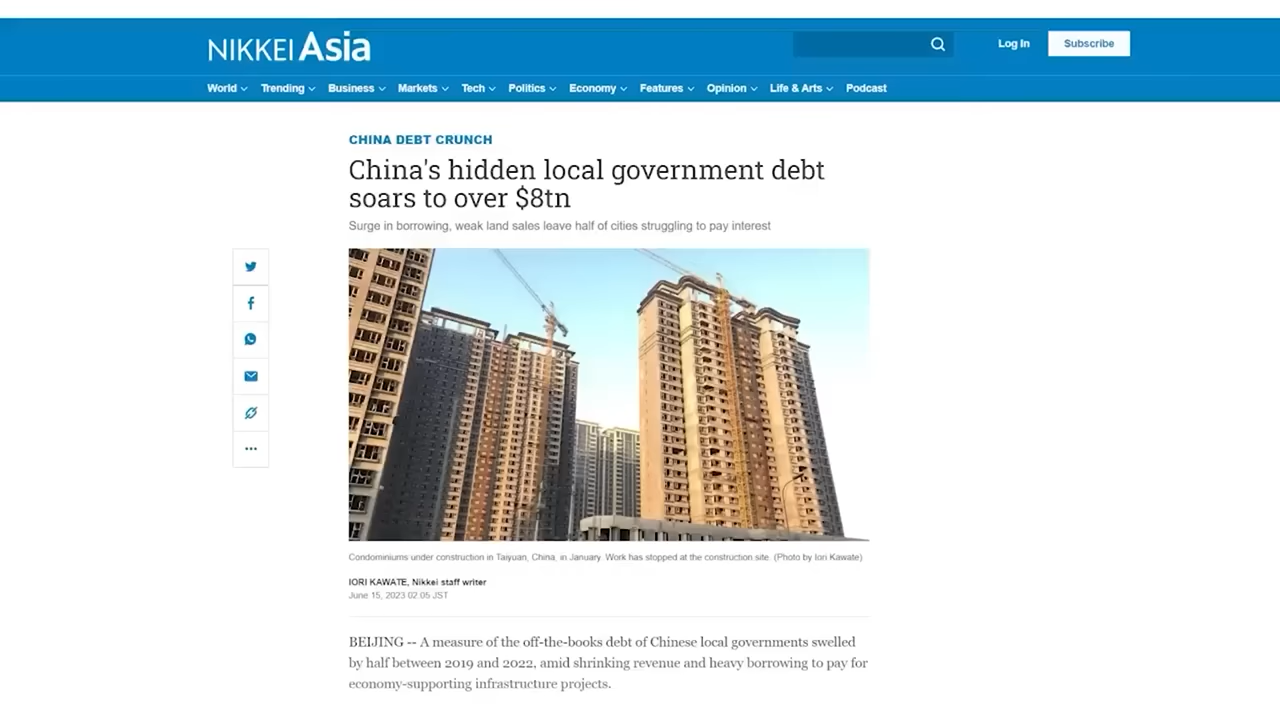 NIKKEI Asia
Log In
Subscribe
World
Trending
Business
Markets
Tech
Politics
Economy
Features
Opinion
Life & Arts
Podcast
CHINA DEBT CRUNCH
China's hidden local government debt
soars to over $8tn
Surge in borrowing, weak land sales leave half of cities struggling to pay interest
Condominiums under construction in Taiyuan, China, in January. Work has stopped at the construction site. (Photo by Iori Kawate)
IORI KAWATE, Nikkei staff writer
June 15, 2023 02:05 JST
BEIJING -- A measure of the off-the-books debt of Chinese local governments swelled
by half between 2019 and 2022, amid shrinking revenue and heavy borrowing to pay for
economy-supporting infrastructure projects.